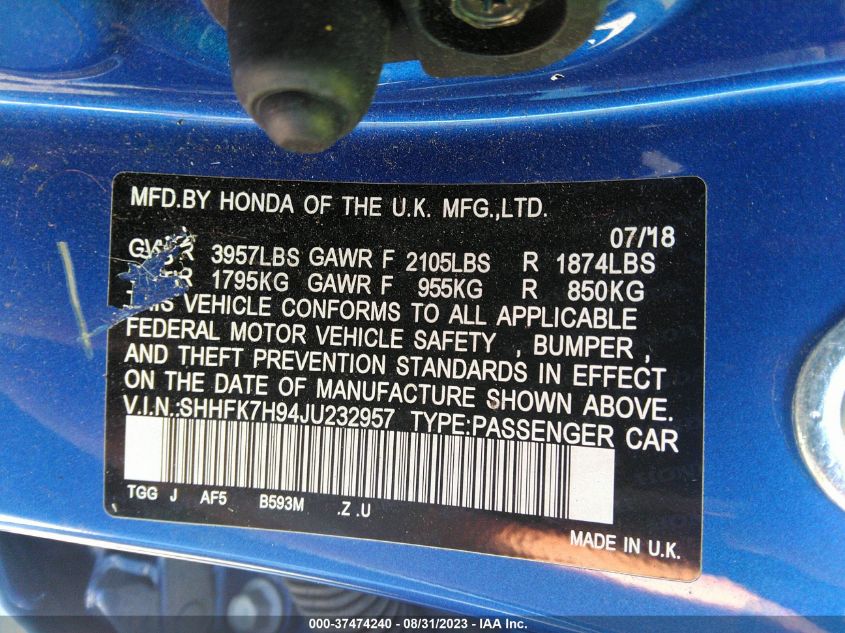 MFD.BY HONDA OF THE U.K. MFG.,LTD.
07/18
3957LBS GAWR F 2105LBS R 1874LBS
1795KG GAWR F 955KG R 850KG
THIS VEHICLE CONFORMS TO ALL APPLICABLE
FEDERAL MOTOR VEHICLE SAFETY , BUMPER ,
AND THEFT PREVENTION STANDARDS IN EFFECT
ON THE DATE OF MANUFACTURE SHOWN ABOVE.
V.I.N.:SHHFK7H94JU232957 TYPE:PASSENGER CAR
TGG J AF5 B593M .Z .U
MADE IN U.K.
000-37474240 - 08/31/2023 - IAA Inc.